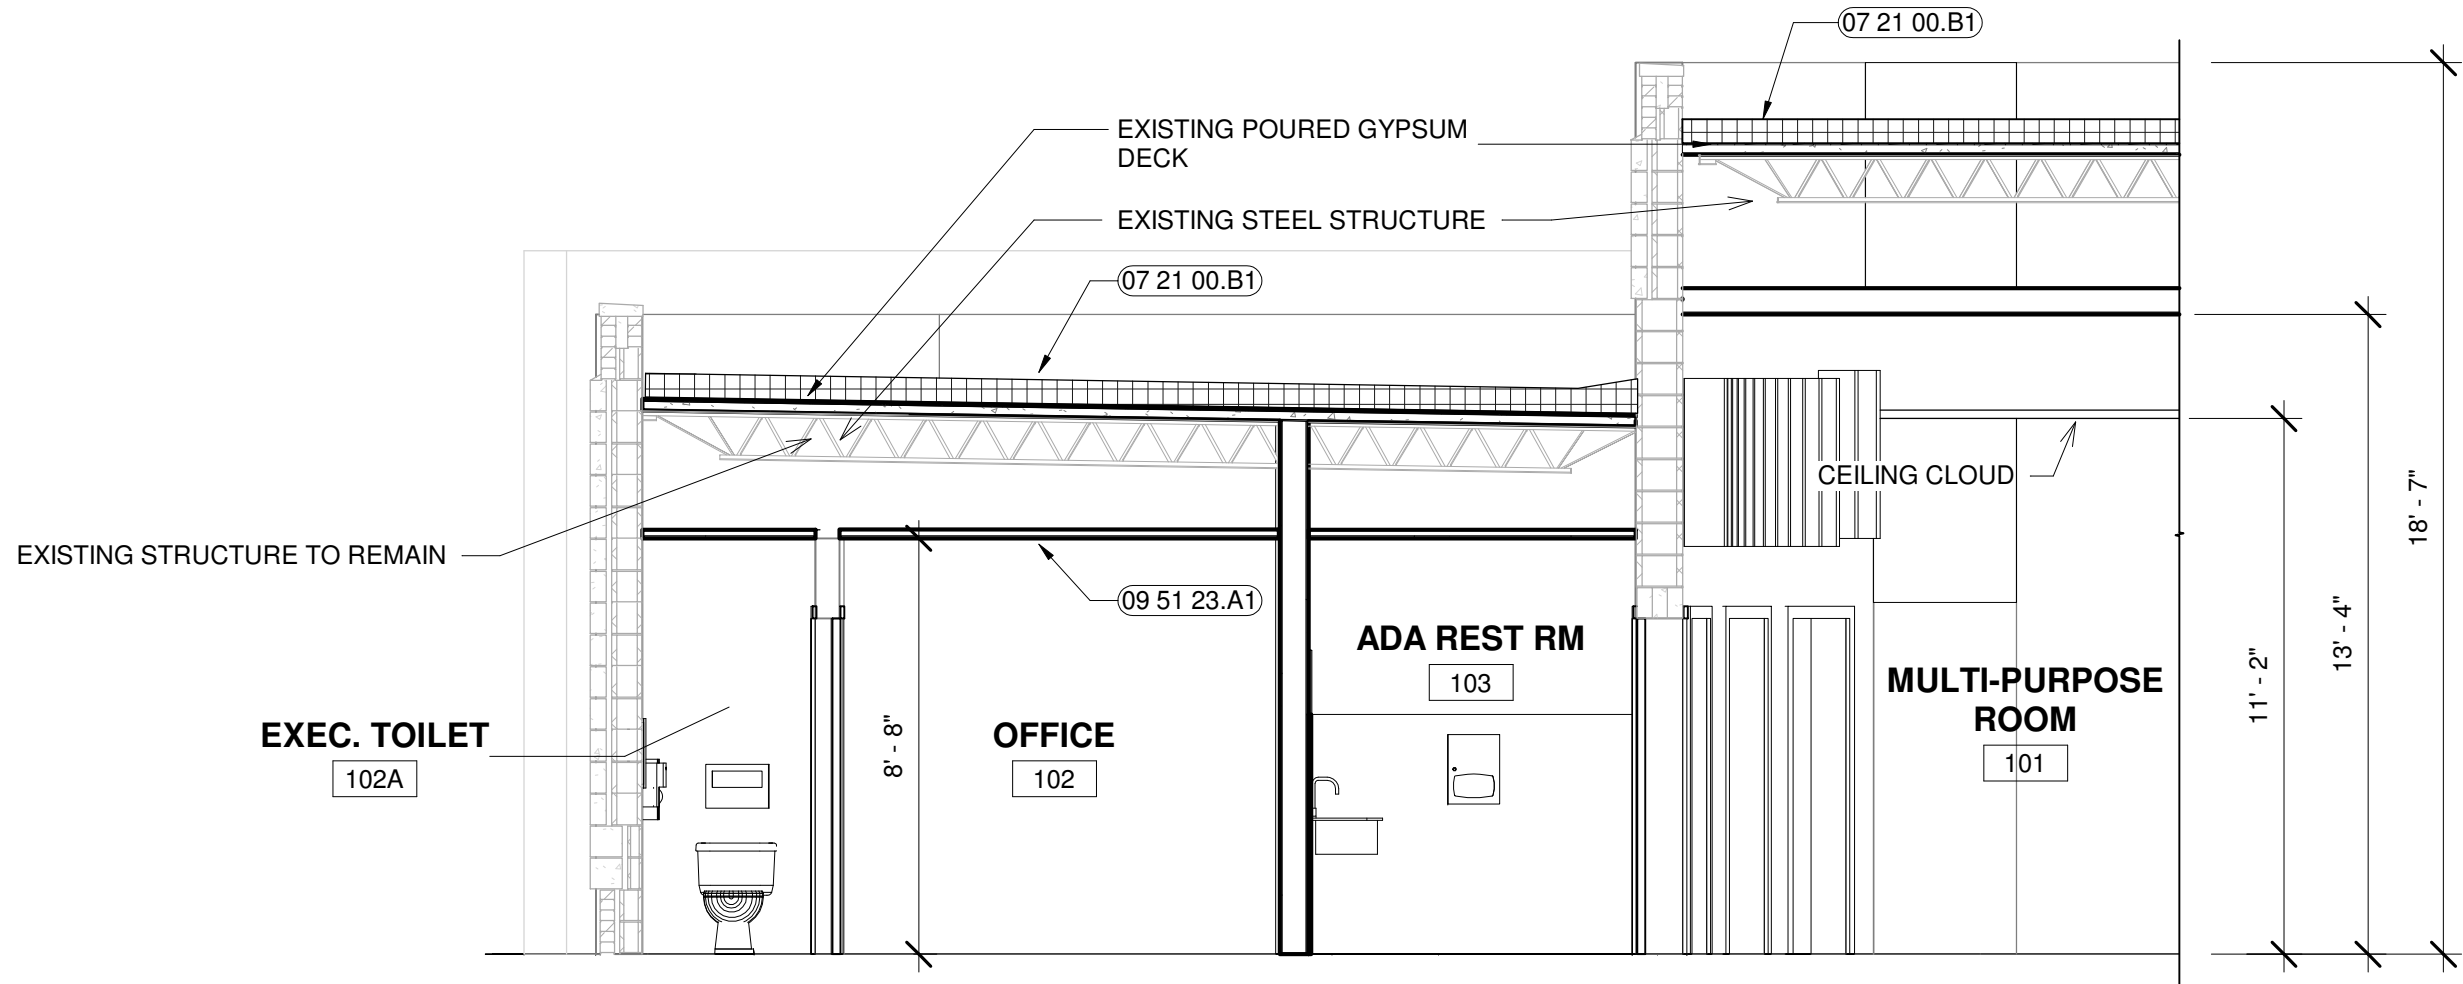 07 21 00.B1
EXISTING POURED GYPSUM
DECK
EXISTING STEEL STRUCTURE
07 21 00.B1
CEILING CLOUD
18' - 7"
EXISTING STRUCTURE TO REMAIN
09 51 23.A1
13' - 4"
ADA REST RM
103
11' - 2"
MULTI-PURPOSE
ROOM
101
EXEC. TOILET
102A
8' - 8"
OFFICE
102